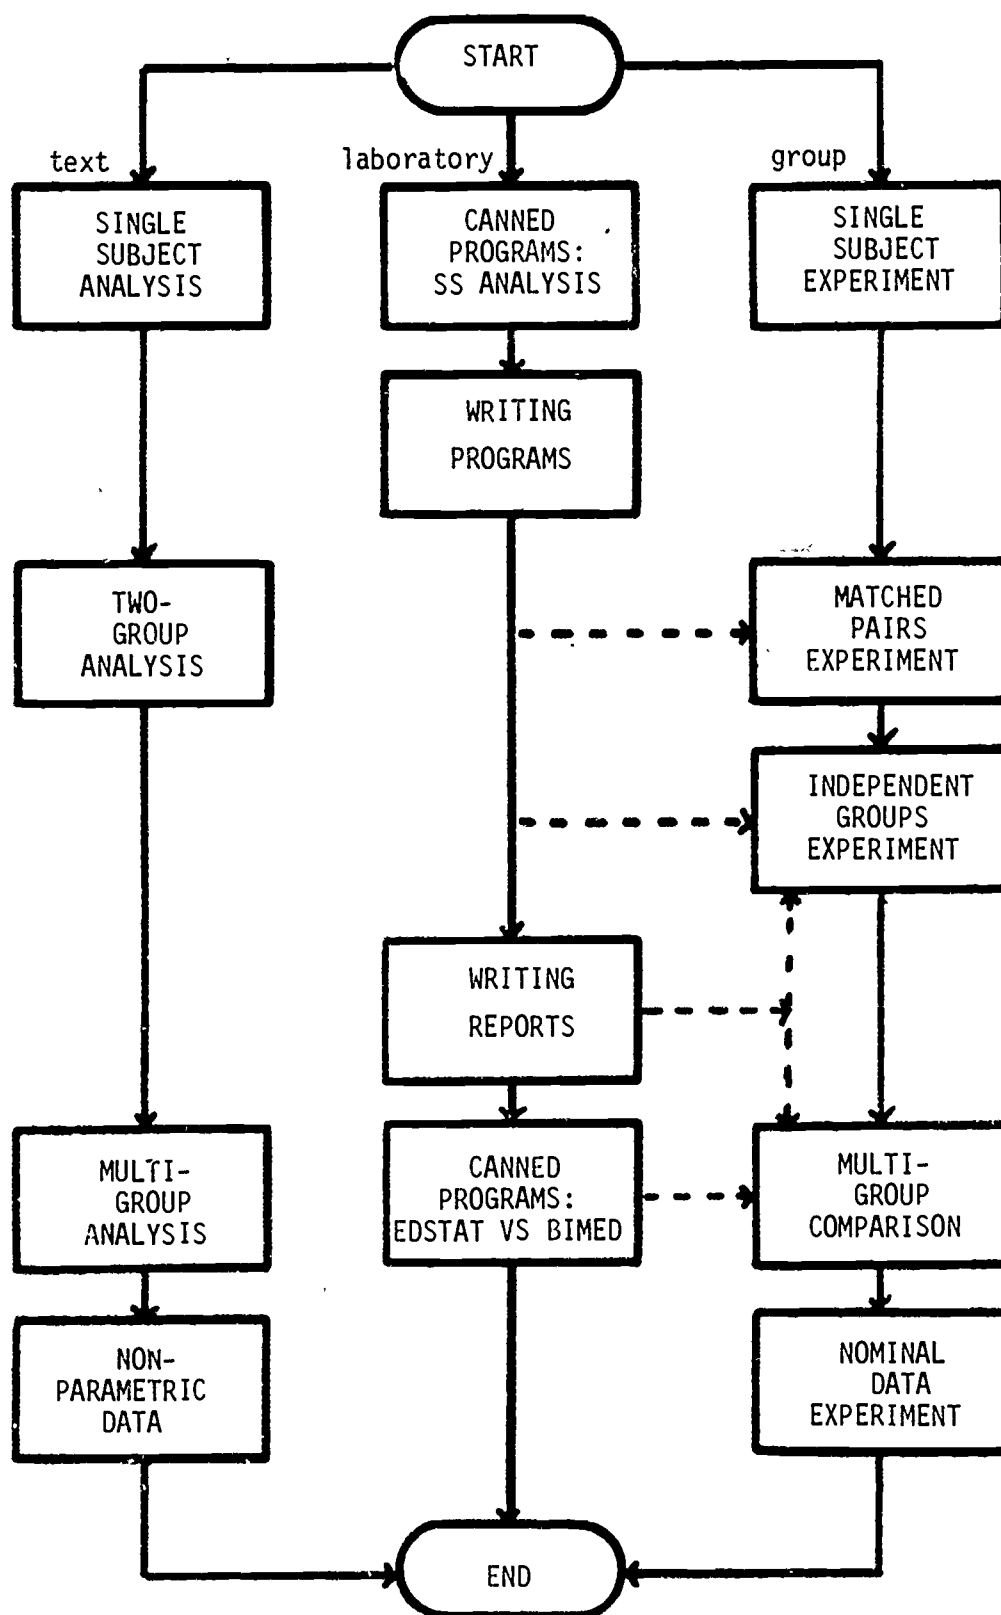 START
text
laboratory
group
SINGLE
SUBJECT
ANALYSIS
CANNED
PROGRAMS:
SS ANALYSIS
SINGLE
SUBJECT
EXPERIMENT
WRITING
PROGRAMS
TWO-
GROUP
ANALYSIS
MATCHED
PAIRS
EXPERIMENT
INDEPENDENT
GROUPS
EXPERIMENT
WRITING
REPORTS
MULTI-
GROUP
ANALYSIS
CANNED
PROGRAMS:
EDSTAT VS BIMED
MULTI-
GROUP
COMPARISON
NON-
PARAMETRIC
DATA
NOMINAL
DATA
EXPERIMENT
END